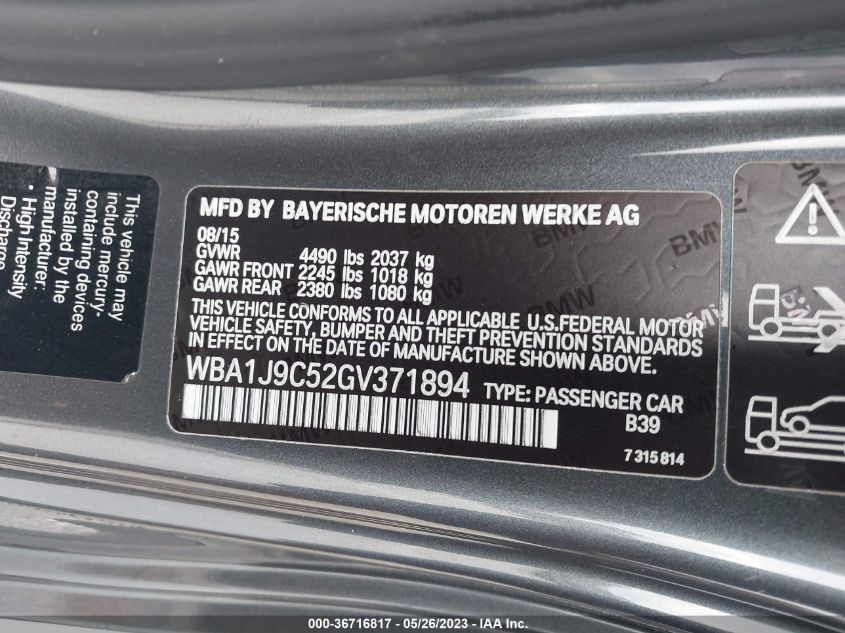 This vehicle may
include mercury-
containing devices
installed by the
manufacturer:
• High Intensity
Discharge
MFD BY BAYERISCHE MOTOREN WERKE AG
08/15
GVWR 4490 lbs 2037 kg
GAWR FRONT 2245 lbs 1018 kg
GAWR REAR 2380 lbs 1080 kg
THIS VEHICLE CONFORMS TO ALL APPLICABLE U.S.FEDERAL MOTOR
VEHICLE SAFETY, BUMPER AND THEFT PREVENTION STANDARDS
IN EFFECT ON THE DATE OF MANUFACTURE SHOWN ABOVE.
WBA1J9C52GV371894 TYPE: PASSENGER CAR
B39
7 315 814
BMW
BMW
BMW
000-36716817 - 05/26/2023 - IAA Inc.